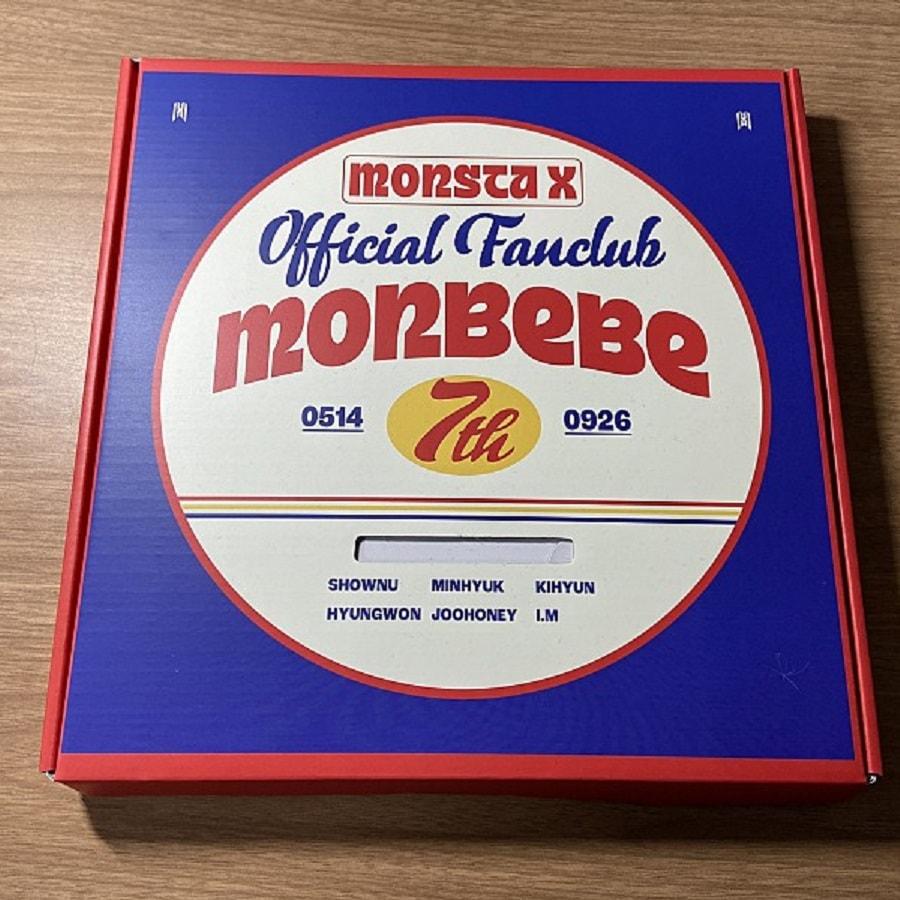 MONSTA X
Official Fanclub
MONBEBE
0514 7th 0926
SHOWNU MINHYUK KIHYUN
HYUNGWON JOOHONEY I.M